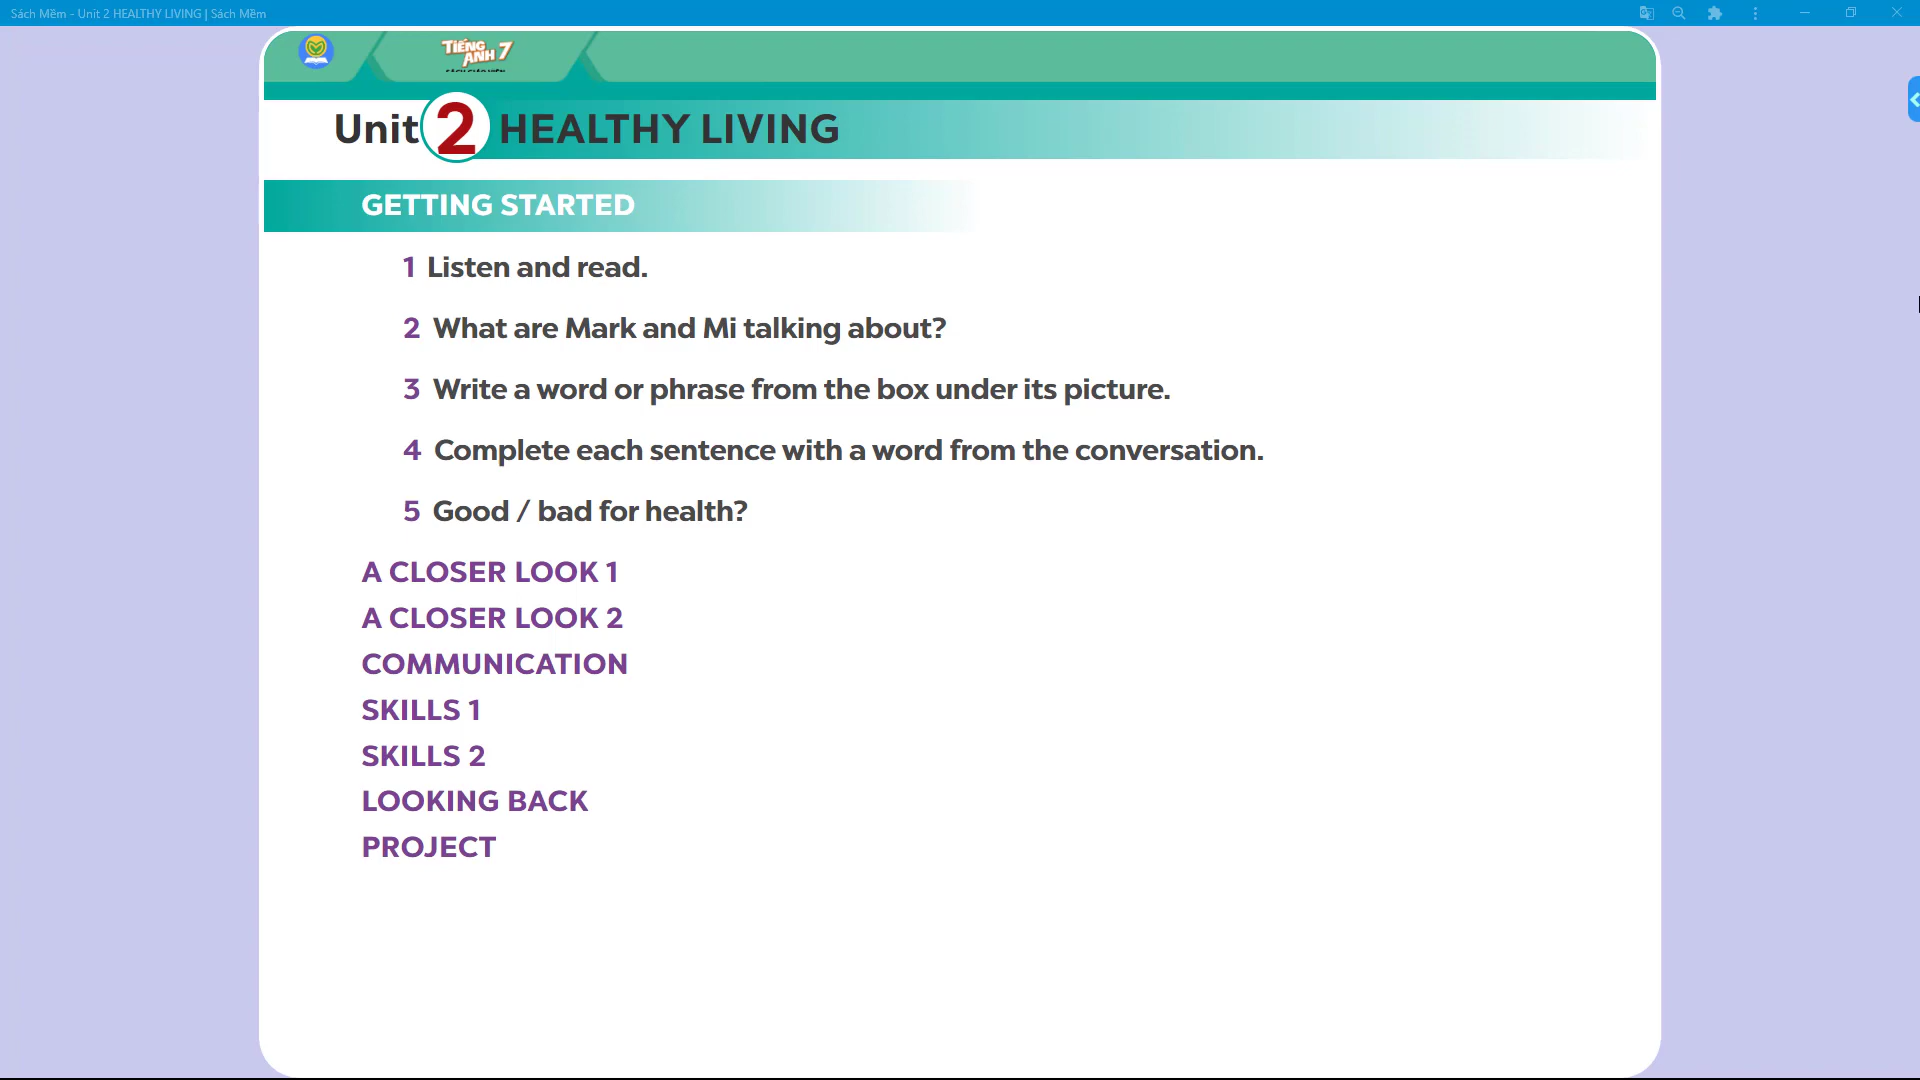 Sách Mềm - Unit 2 HEALTHY LIVING | Sách Mềm
TIẾNG ANH 7
SÁCH GIÁO VIÊN
Unit 2 HEALTHY LIVING
GETTING STARTED
1 Listen and read.
2 What are Mark and Mi talking about?
3 Write a word or phrase from the box under its picture.
4 Complete each sentence with a word from the conversation.
5 Good / bad for health?
A CLOSER LOOK 1
A CLOSER LOOK 2
COMMUNICATION
SKILLS 1
SKILLS 2
LOOKING BACK
PROJECT